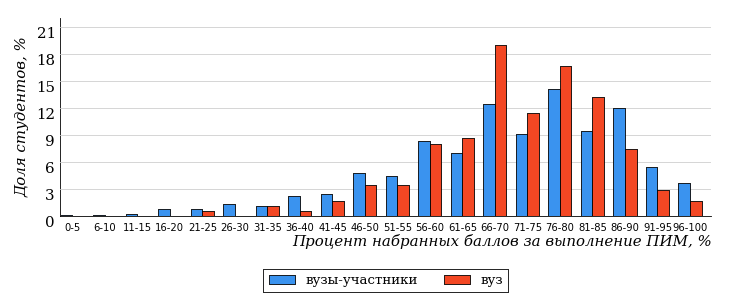 Доля студентов, %
21
18
15
12
9
6
3
0
0-5 6-10 11-15 16-20 21-25 26-30 31-35 36-40 41-45 46-50 51-55 56-60 61-65 66-70 71-75 76-80 81-85 86-90 91-95 96-100
Процент набранных баллов за выполнение ПИМ, %
вузы-участники вуз